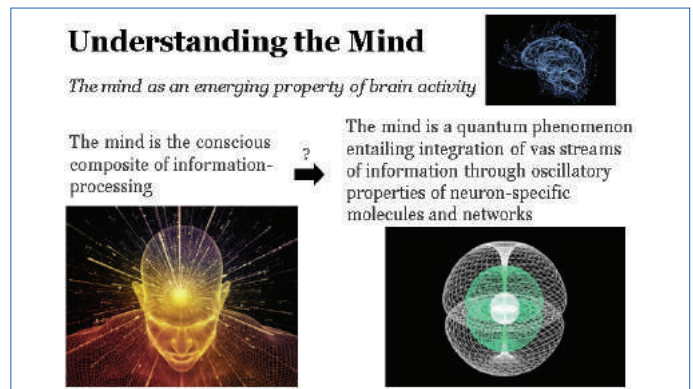 Understanding the Mind
The mind as an emerging property of brain activity
The mind is the conscious
composite of information-
processing
?
The mind is a quantum phenomenon
entailing integration of vas streams
of information through oscillatory
properties of neuron-specific
molecules and networks